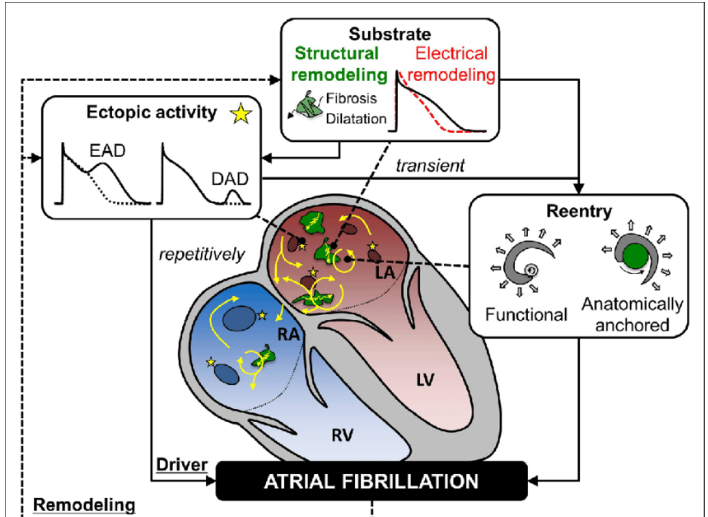 Substrate
Structural
remodeling
Electrical
remodeling
Fibrosis
Dilatation
Ectopic activity
EAD
DAD
transient
Reentry
Functional
Anatomically
anchored
repetitively
LA
RA
LV
RV
Driver
ATRIAL FIBRILLATION
Remodeling